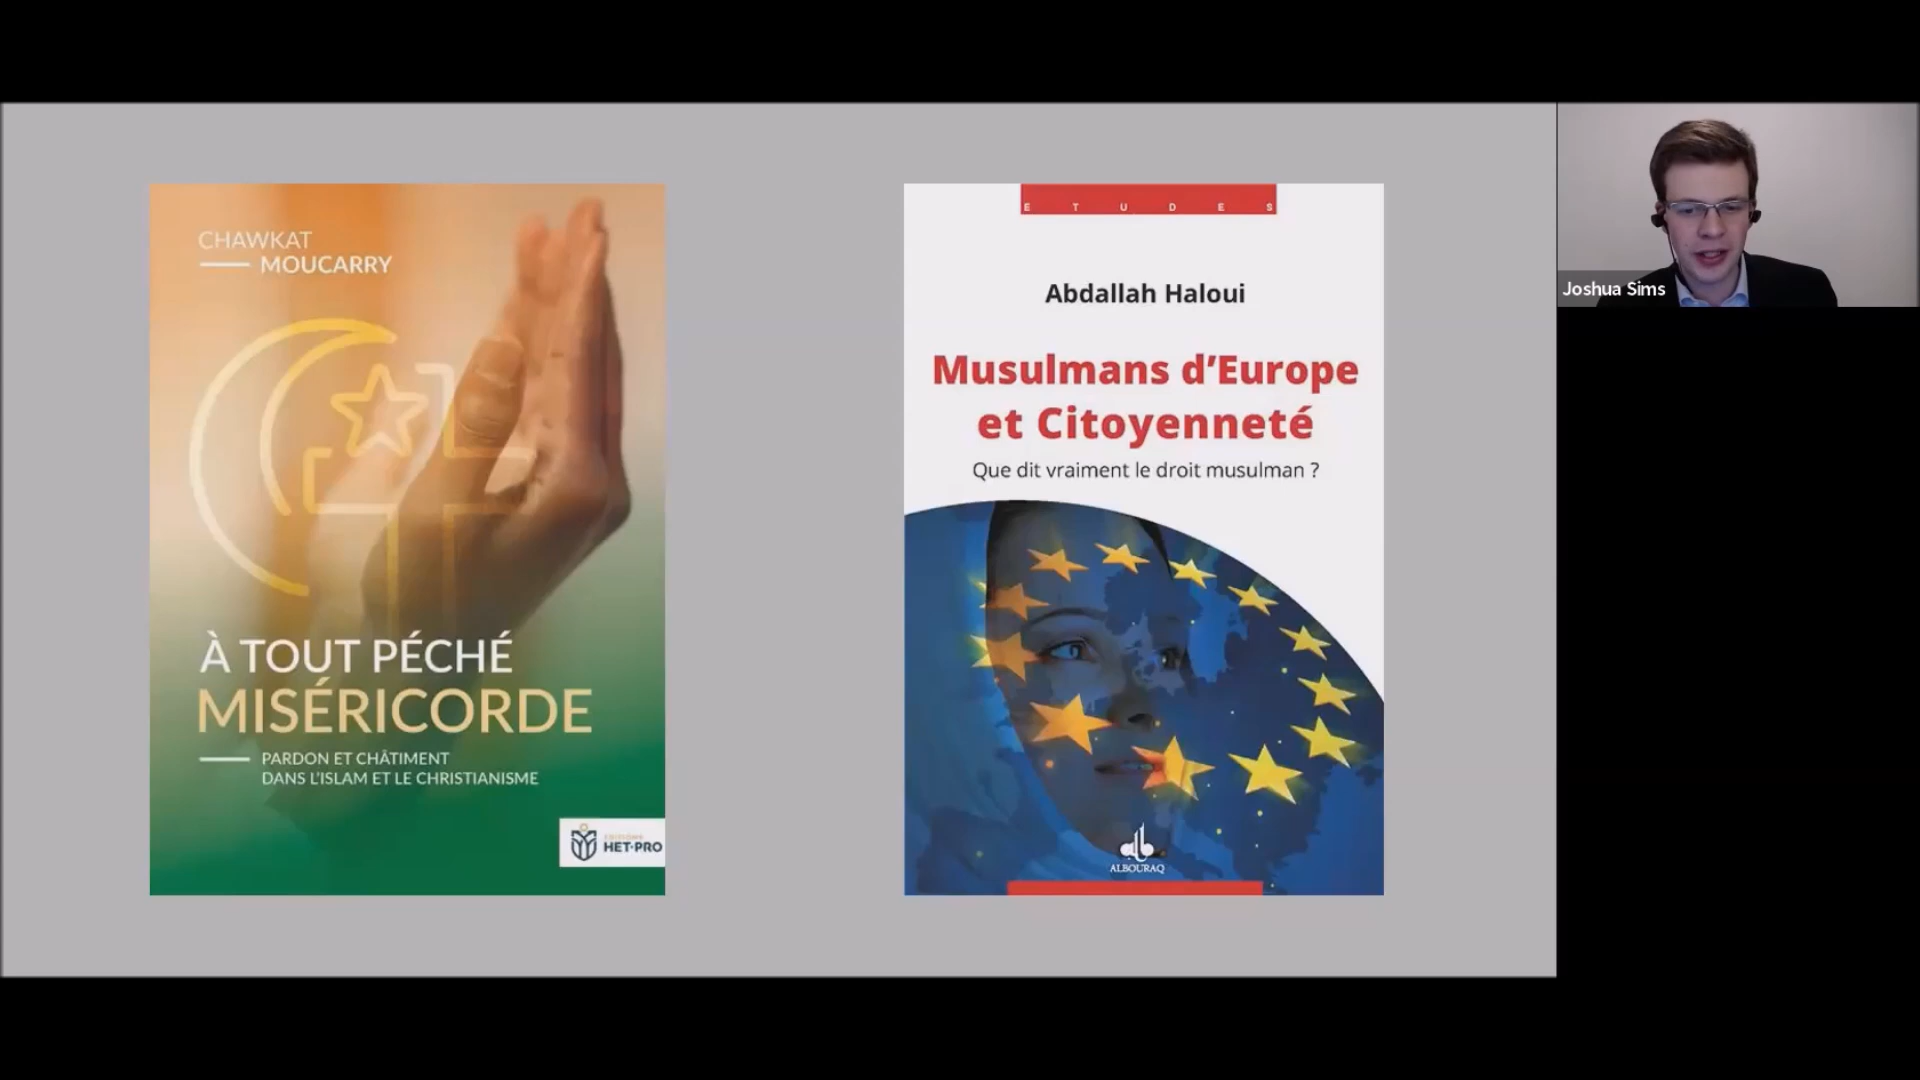 CHAWKAT
MOUCARRY
À TOUT PÉCHÉ
MISÉRICORDE
PARDON ET CHÂTIMENT
DANS L'ISLAM ET LE CHRISTIANISME
HET-PRO
ETUDES
Abdallah Haloui
Musulmans d'Europe
et Citoyenneté
Que dit vraiment le droit musulman ?
ALBOURAQ
Joshua Sims